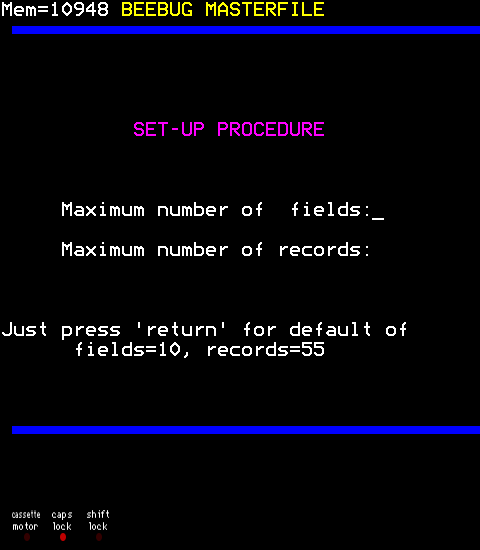 Mem=10948 BEEBUG MASTERFILE
SET-UP PROCEDURE
Maximum number of  fields:_
Maximum number of records:
Just press 'return' for default of
fields=10, records=55
cassette motor
caps lock
shift lock